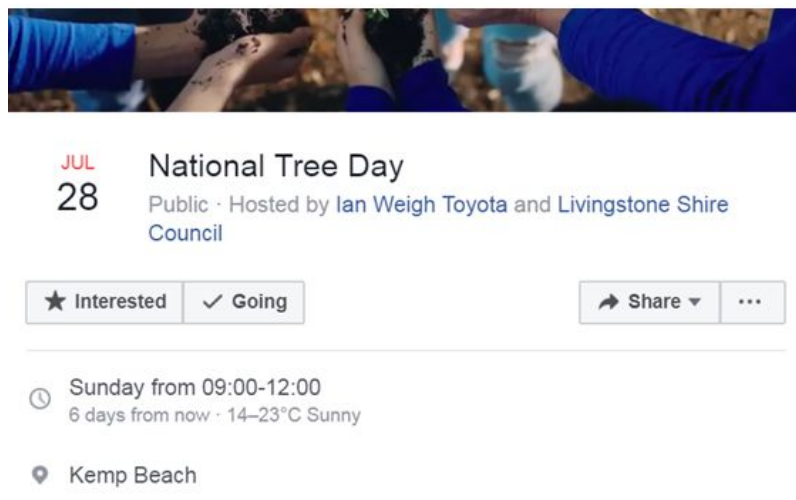 JUL
28
National Tree Day
Public · Hosted by Ian Weigh Toyota and Livingstone Shire
Council
Interested
Going
Share
Sunday from 09:00-12:00
6 days from now · 14–23°C Sunny
Kemp Beach